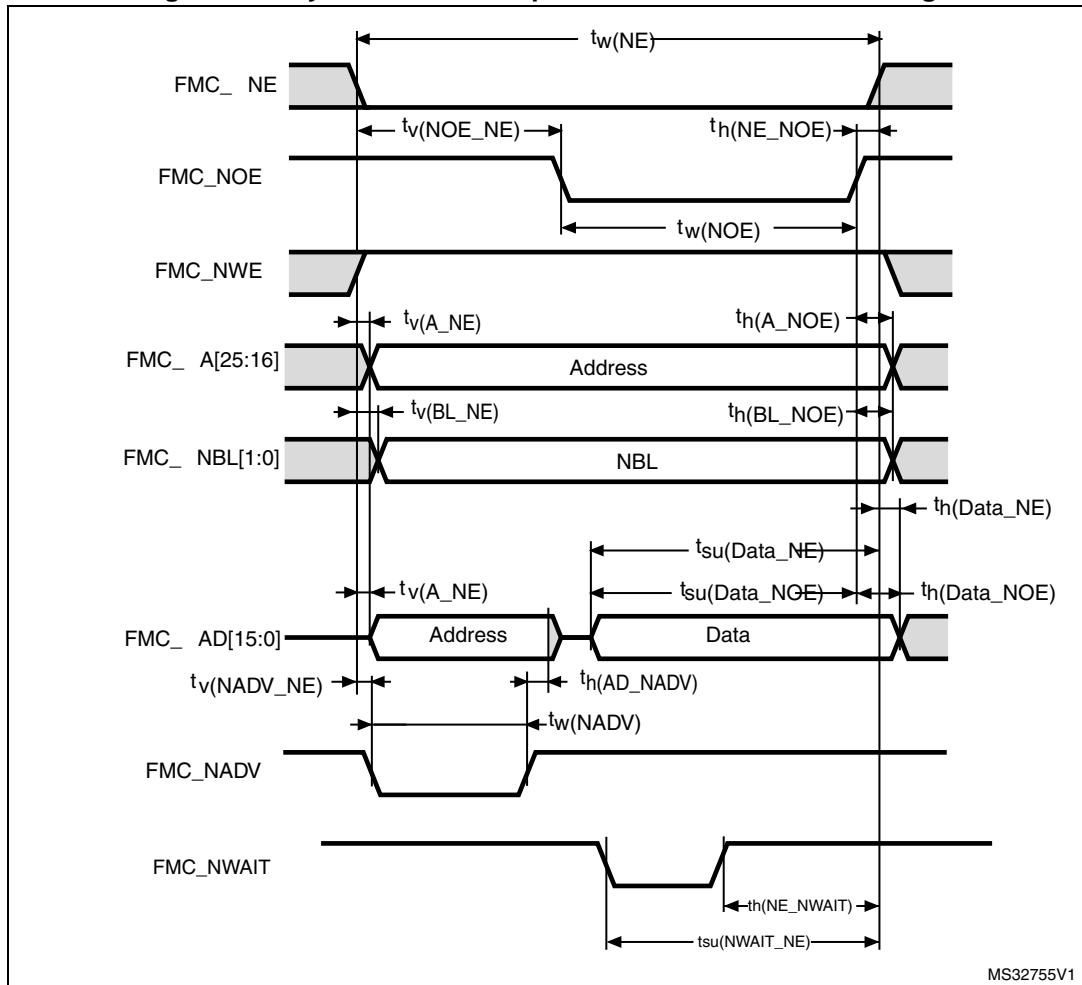 tw(NE)
FMC_ NE
tv(NOE_NE)
th(NE_NOE)
FMC_NOE
tw(NOE)
FMC_NWE
tv(A_NE)
th(A_NOE)
FMC_ A[25:16]
Address
tv(BL_NE)
th(BL_NOE)
FMC_ NBL[1:0]
NBL
th(Data_NE)
tsu(Data_NE)
tv(A_NE)
tsu(Data_NOE)
th(Data_NOE)
FMC_ AD[15:0]
Address
Data
tv(NADV_NE)
th(AD_NADV)
tw(NADV)
FMC_NADV
FMC_NWAIT
th(NE_NWAIT)
tsu(NWAIT_NE)
MS32755V1